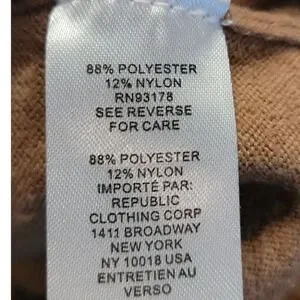 88% POLYESTER
12% NYLON
RN93178
SEE REVERSE
FOR CARE
88% POLYESTER
12% NYLON
IMPORTÉ PAR:
REPUBLIC
CLOTHING CORP
1411 BROADWAY
NEW YORK
NY 10018 USA
ENTRETIEN AU
VERSO